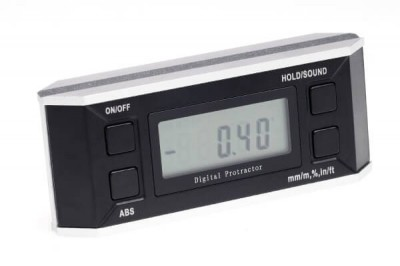 ON/OFF
HOLD/SOUND
- 0.40
Digital Protractor
ABS
mm/m,%,in/ft